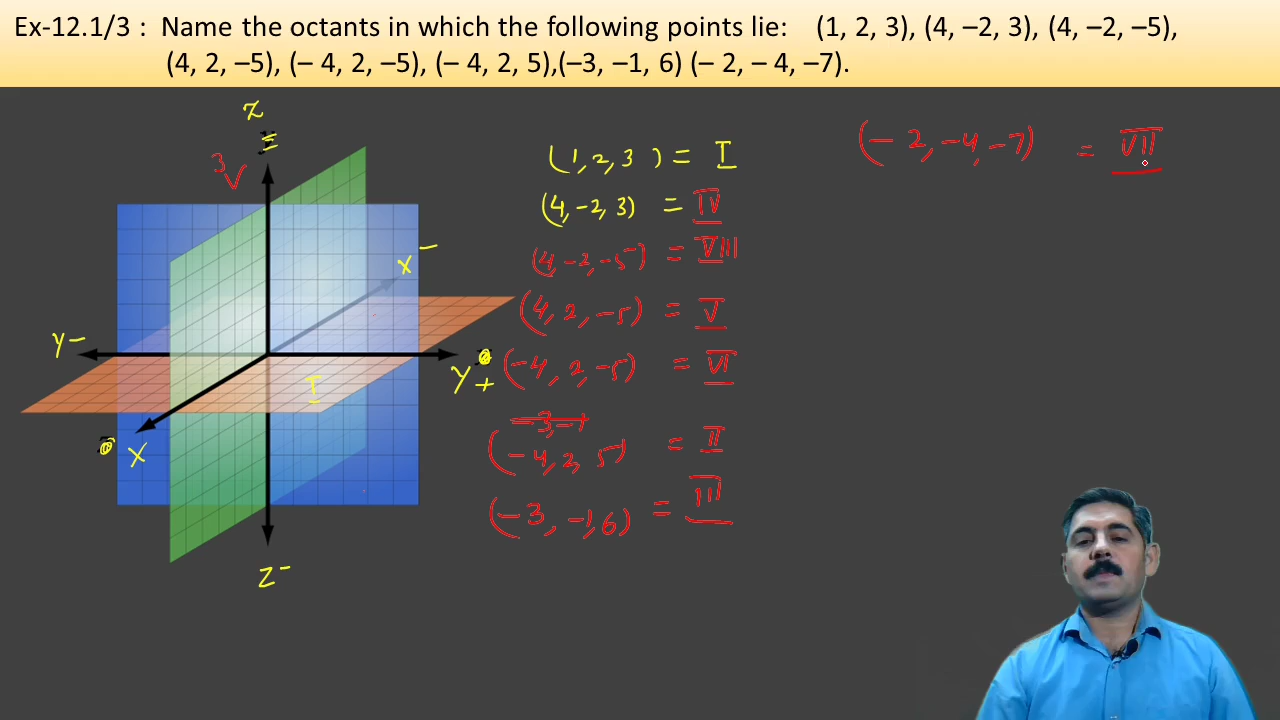 Ex-12.1/3 : Name the octants in which the following points lie: (1, 2, 3), (4, –2, 3), (4, –2, –5),
(4, 2, –5), (– 4, 2, –5), (– 4, 2, 5),(–3, –1, 6) (– 2, – 4, –7).
Z
3
y-
x -
y +
I
X
Z-
(1, 2, 3) = I
(4, -2, 3) = IV
(4, -2, -5) = VIII
(4, 2, -5) = V
(-4, 2, -5) = VI
-3, -1
(-4, 2, 5) = II
(-3, -1, 6) = III
(-2, -4, -7) = VII